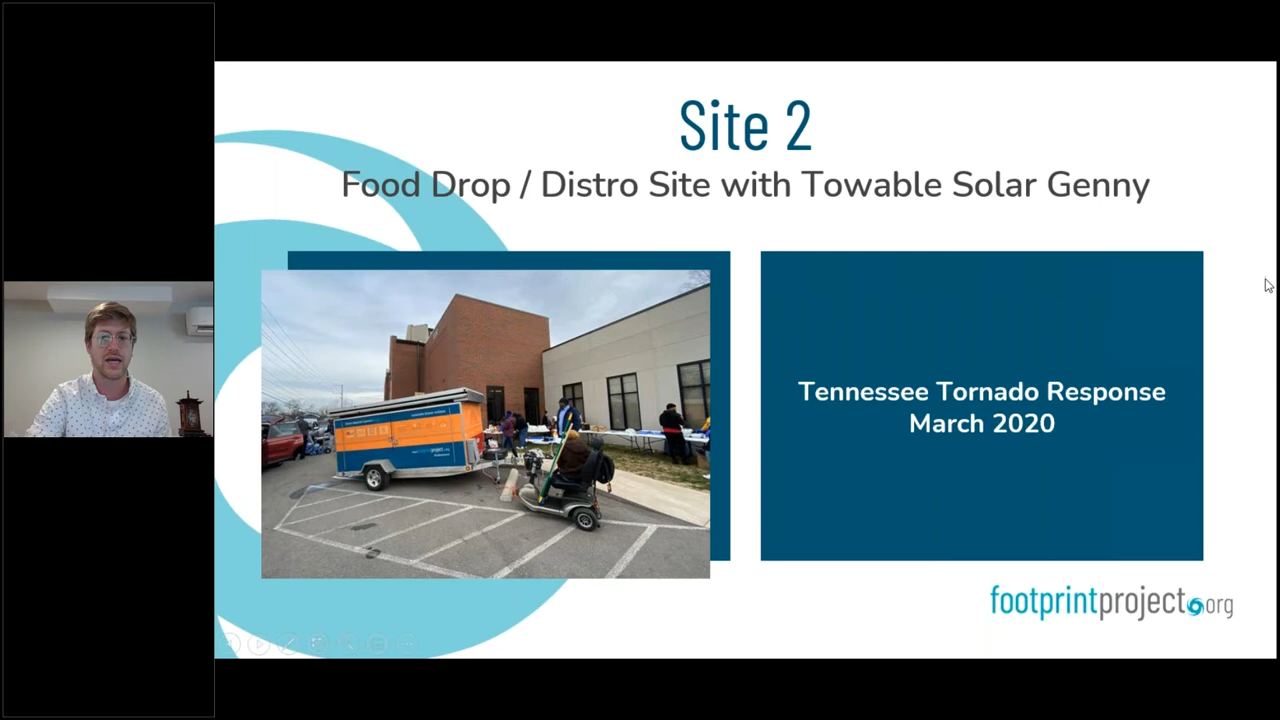 Site 2
Food Drop / Distro Site with Towable Solar Genny
Tennessee Tornado Response
March 2020
footprintproject.org